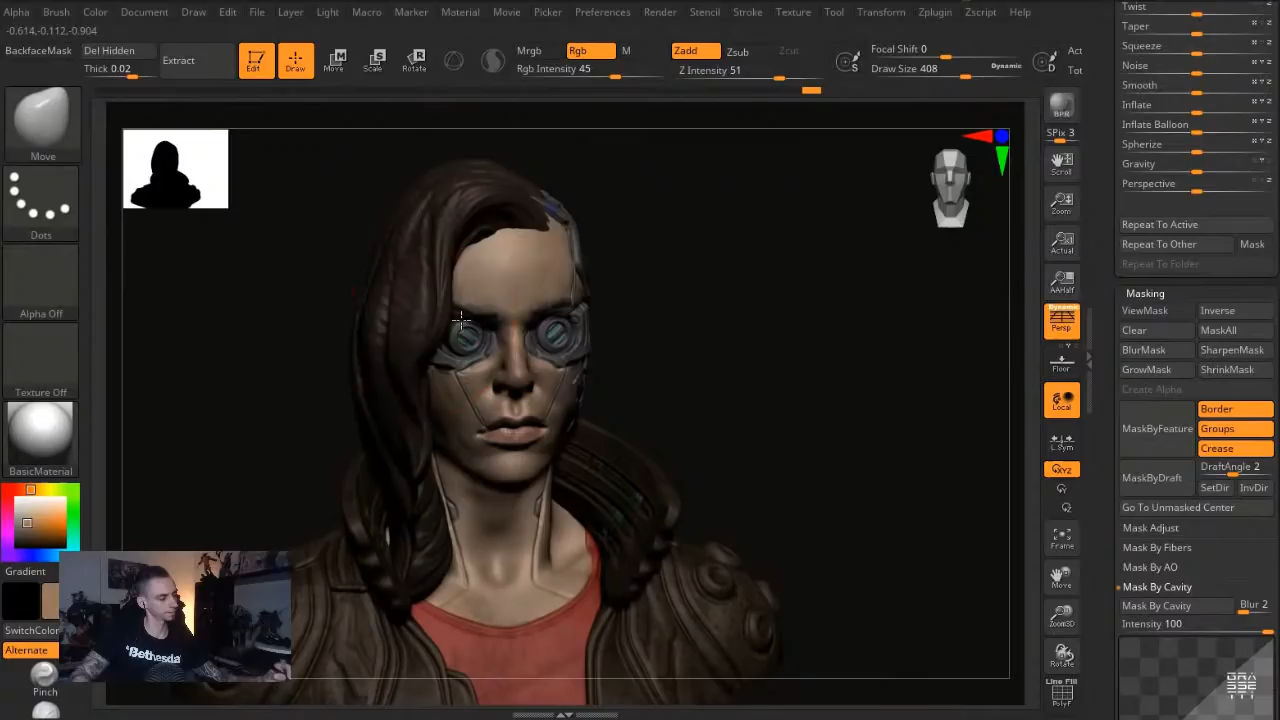 Alpha Brush Color Document Draw Edit File Layer Light Macro Marker Material Movie Picker Preferences Render Stencil Stroke Texture Tool Transform Zplugin Zscript Help
-0.614,-0.112,-0.904
BackfaceMask
Del Hidden
Thick 0.02
Extract
Edit
Draw
Move
Scale
Rotate
Mrgb
Rgb
M
Rgb Intensity 45
Zadd
Zsub
Zcut
Z Intensity 51
S
Focal Shift 0
Draw Size 408
Dynamic
D
Act
Tot
Move
Dots
Alpha Off
Texture Off
BasicMaterial
Gradient
SwitchColor
Alternate
Pinch
'Bethesda
BPR
SPix 3
Scroll
Zoom
Actual
AAHalf
Dynamic
Persp
Floor
Local
L.Sym
XYZ
Y
Z
Frame
Move
Zoom3D
Rotate
Line Fill
PolyF
Twist
Taper
Squeeze
Noise
Smooth
Inflate
Inflate Balloon
Spherize
Gravity
Perspective
Repeat To Active
Repeat To Other
Mask
Repeat To Folder
Masking
ViewMask
Inverse
Clear
MaskAll
BlurMask
SharpenMask
GrowMask
ShrinkMask
Create Alpha
MaskByFeature
Border
Groups
Crease
MaskByDraft
DraftAngle 2
SetDir
InvDir
Go To Unmasked Center
Mask Adjust
Mask By Fibers
Mask By AO
Mask By Cavity
Mask By Cavity
Blur 2
Intensity 100